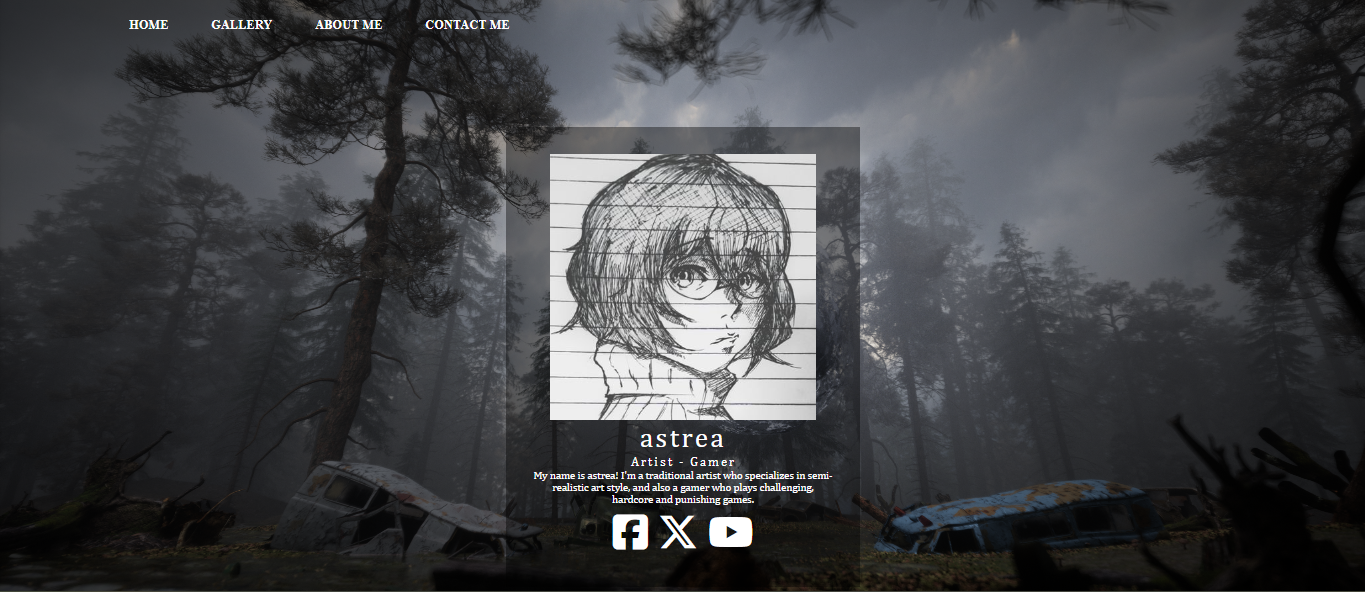 HOME GALLERY ABOUT ME CONTACT ME
astrea
Artist - Gamer
My name is astrea! I'm a traditional artist who specializes in semi-
realistic art style, and also a gamer who plays challenging,
hardcore and punishing games.